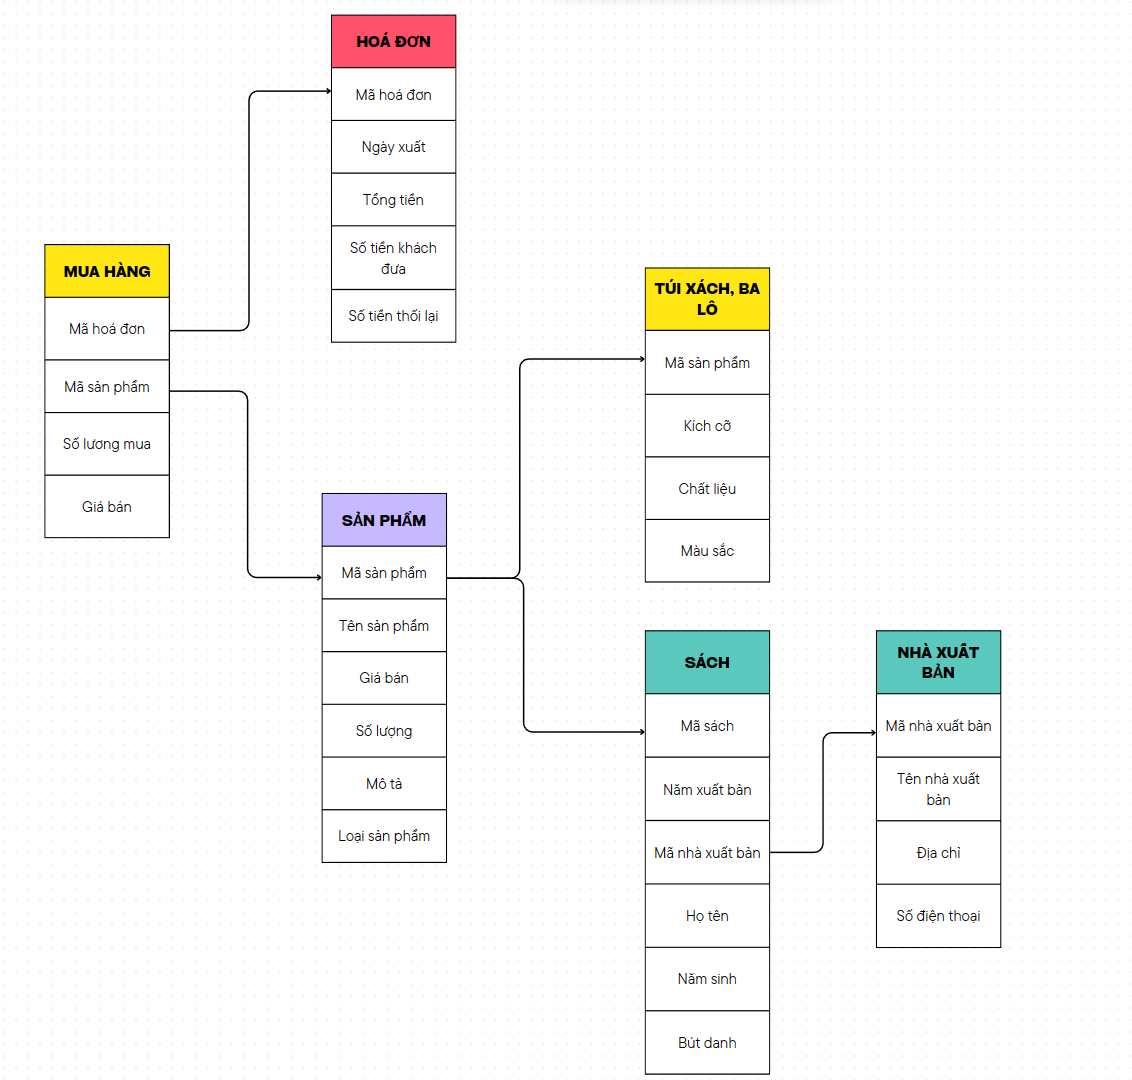 HOÁ ĐƠN
Mã hoá đơn
Ngày xuất
Tổng tiền
Số tiền khách
đưa
Số tiền thối lại
MUA HÀNG
Mã hoá đơn
Mã sản phẩm
Số lương mua
Giá bán
SẢN PHẨM
Mã sản phẩm
Tên sản phẩm
Giá bán
Số lượng
Mô tả
Loại sản phẩm
TÚI XÁCH, BA
LÔ
Mã sản phẩm
Kích cỡ
Chất liệu
Màu sắc
SÁCH
Mã sách
Năm xuất bản
Mã nhà xuất bản
Họ tên
Năm sinh
Bút danh
NHÀ XUẤT
BẢN
Mã nhà xuất bản
Tên nhà xuất
bản
Địa chỉ
Số điện thoại